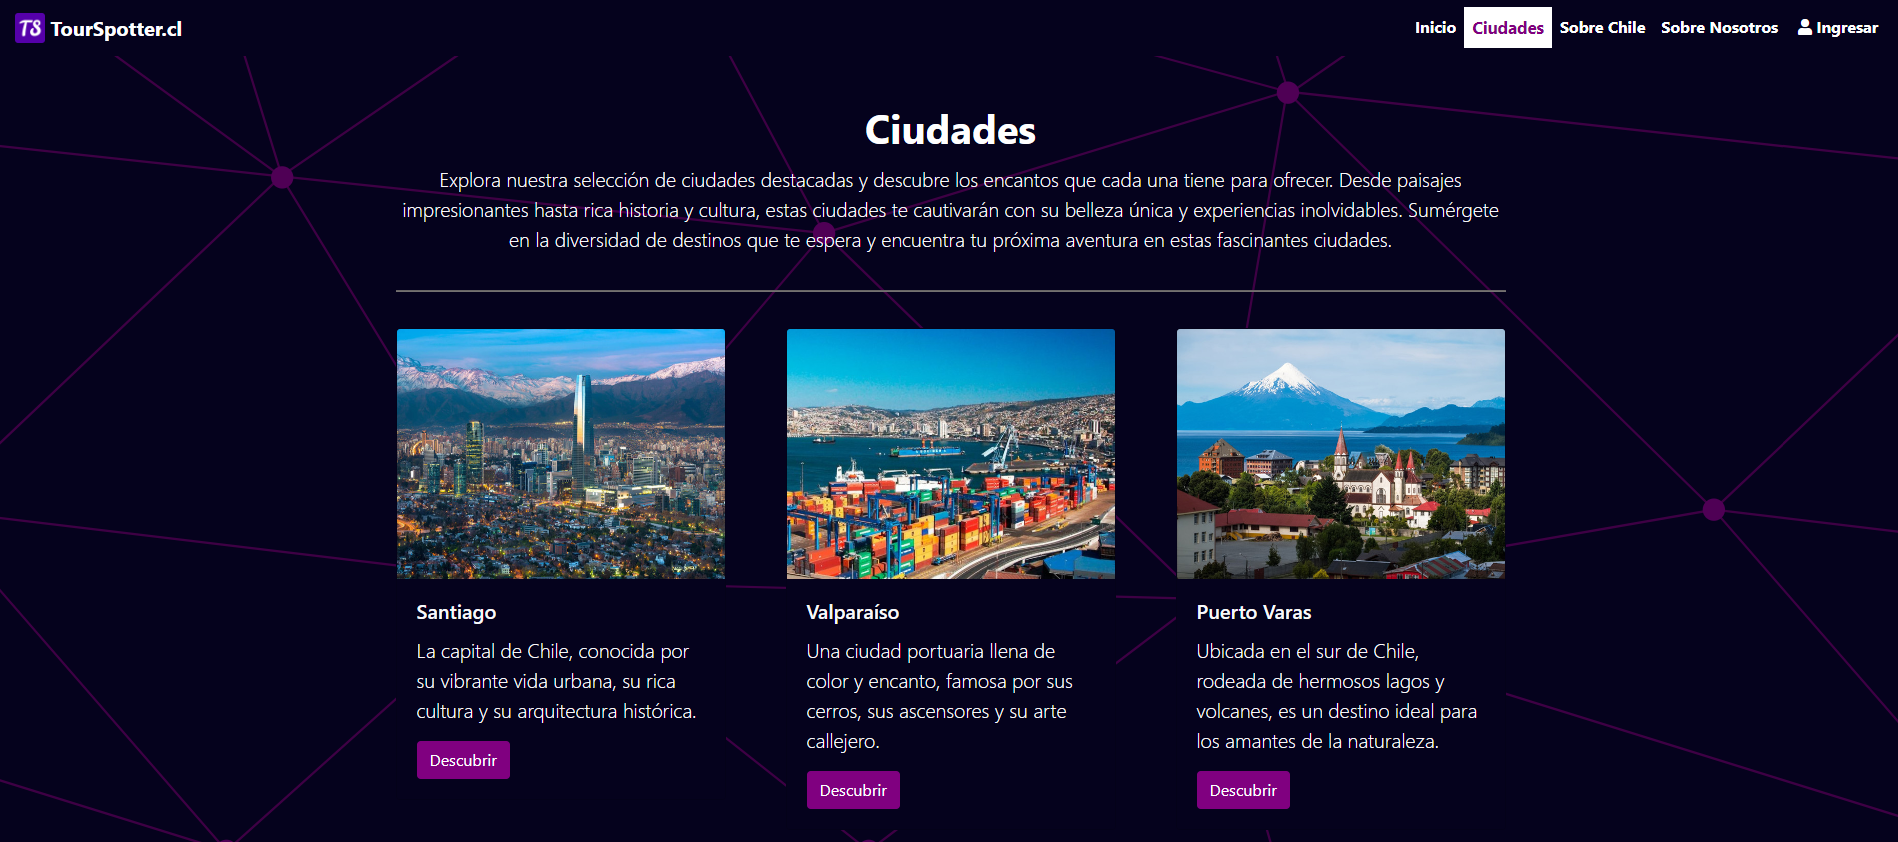 TS TourSpotter.cl
Inicio Ciudades Sobre Chile Sobre Nosotros Ingresar
Ciudades
Explora nuestra selección de ciudades destacadas y descubre los encantos que cada una tiene para ofrecer. Desde paisajes
impresionantes hasta rica historia y cultura, estas ciudades te cautivarán con su belleza única y experiencias inolvidables. Sumérgete
en la diversidad de destinos que te espera y encuentra tu próxima aventura en estas fascinantes ciudades.
Santiago
La capital de Chile, conocida por
su vibrante vida urbana, su rica
cultura y su arquitectura histórica.
Descubrir
Valparaíso
Una ciudad portuaria llena de
color y encanto, famosa por sus
cerros, sus ascensores y su arte
callejero.
Descubrir
Puerto Varas
Ubicada en el sur de Chile,
rodeada de hermosos lagos y
volcanes, es un destino ideal para
los amantes de la naturaleza.
Descubrir